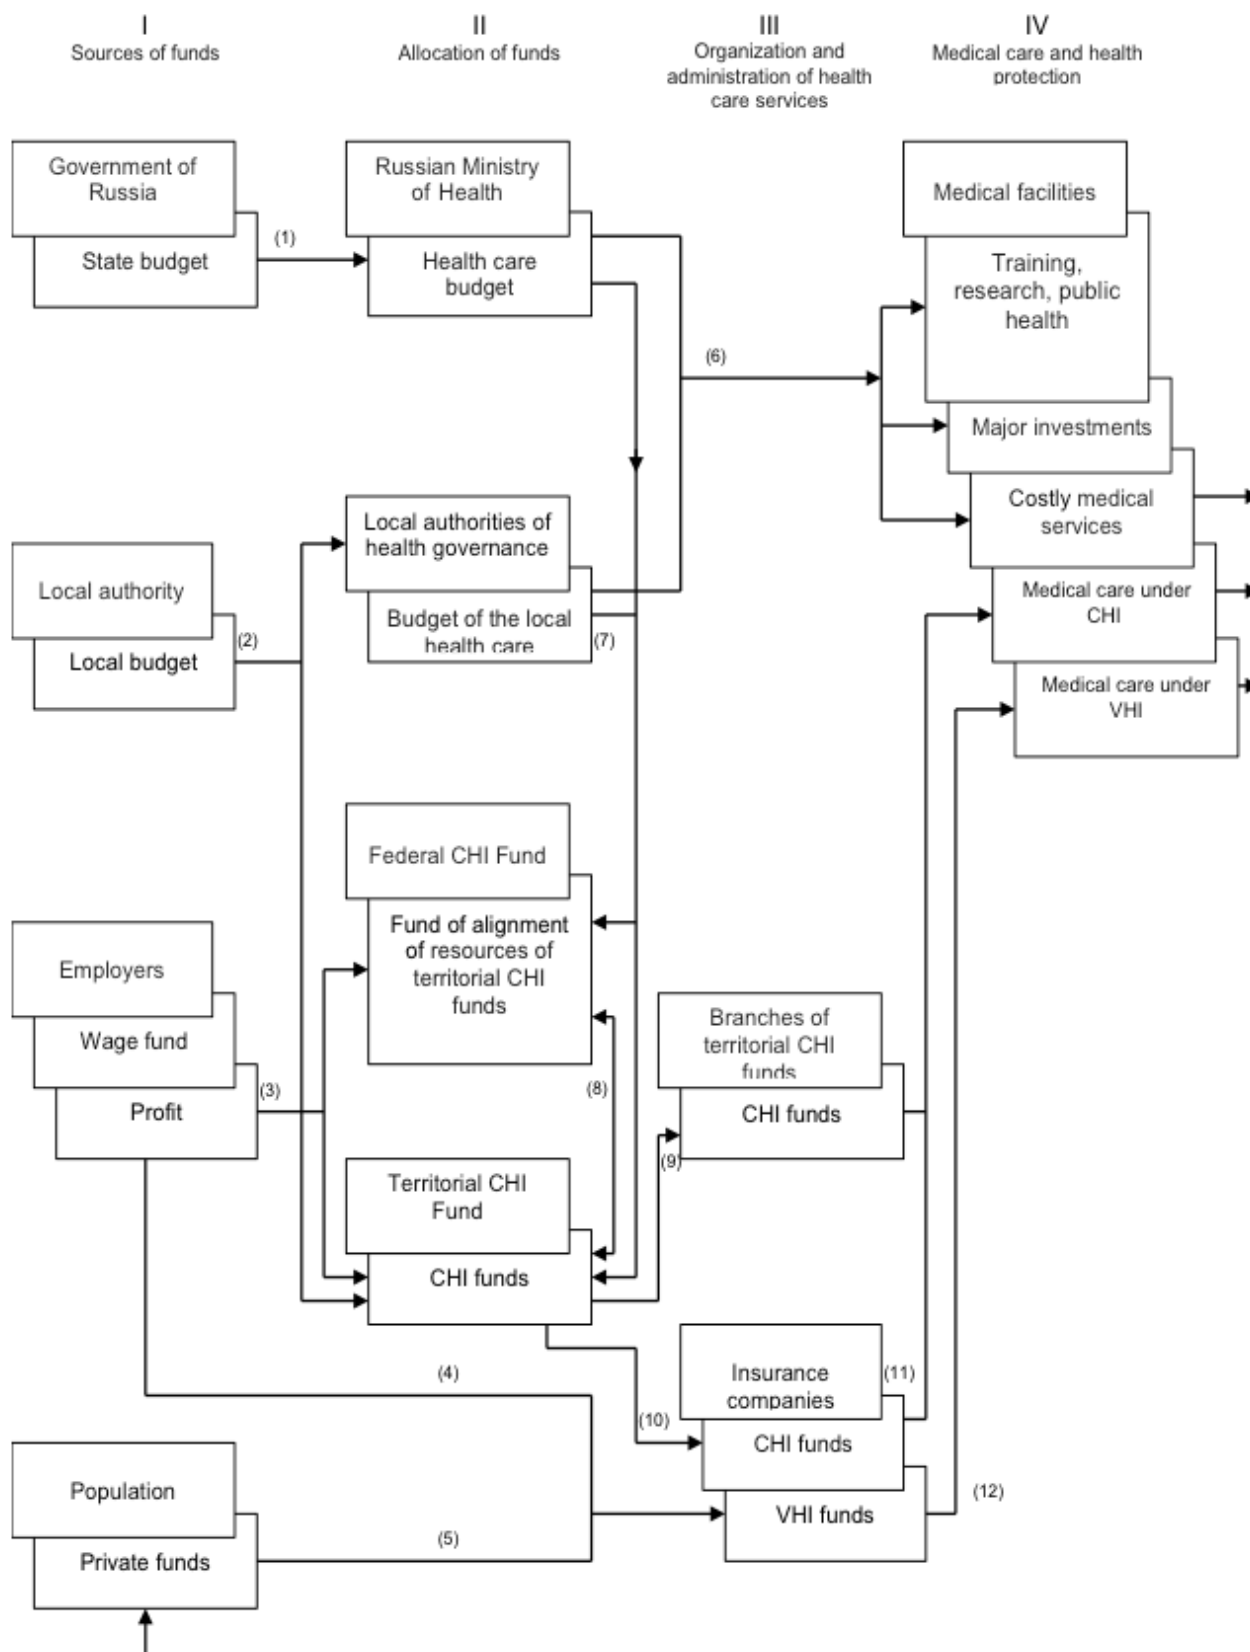 I
Sources of funds
II
Allocation of funds
III
Organization and
administration of health
care services
IV
Medical care and health
protection
Government of
Russia
State budget
(1)
Russian Ministry
of Health
Health care
budget
(6)
Medical facilities
Training,
research, public
health
Major investments
Costly medical
services
Medical care under
CHI
Medical care under
VHI
Local authority
Local budget
(2)
Local authorities of
health governance
Budget of the local
health care
(7)
Federal CHI Fund
Fund of alignment
of resources of
territorial CHI
funds
Employers
Wage fund
Profit
(3)
(8)
Branches of
territorial CHI
funds
CHI funds
(9)
Territorial CHI
Fund
CHI funds
(4)
(10)
Insurance
companies
(11)
CHI funds
VHI funds
(12)
Population
Private funds
(5)